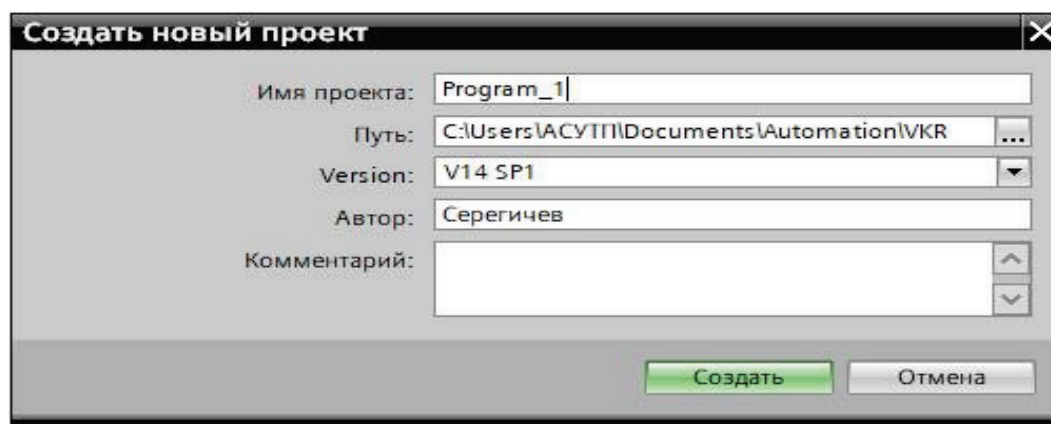 Создать новый проект
Имя проекта: Program_1
Путь: C:\Users\АСУТП\Documents\Automation\VKR ...
Version: V14 SP1
Автор: Серегичев
Комментарий:
Создать Отмена